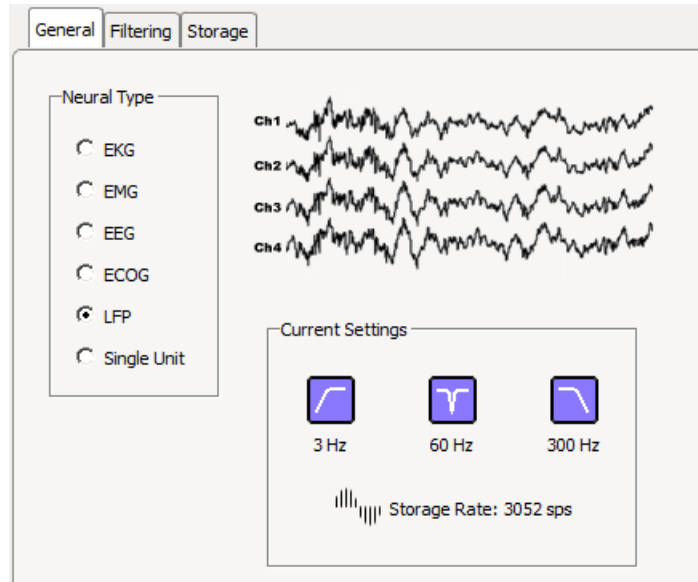 General Filtering Storage
Neural Type
EKG
EMG
EEG
ECOG
LFP
Single Unit
Ch1
Ch2
Ch3
Ch4
Current Settings
3 Hz 60 Hz 300 Hz
Storage Rate: 3052 sps